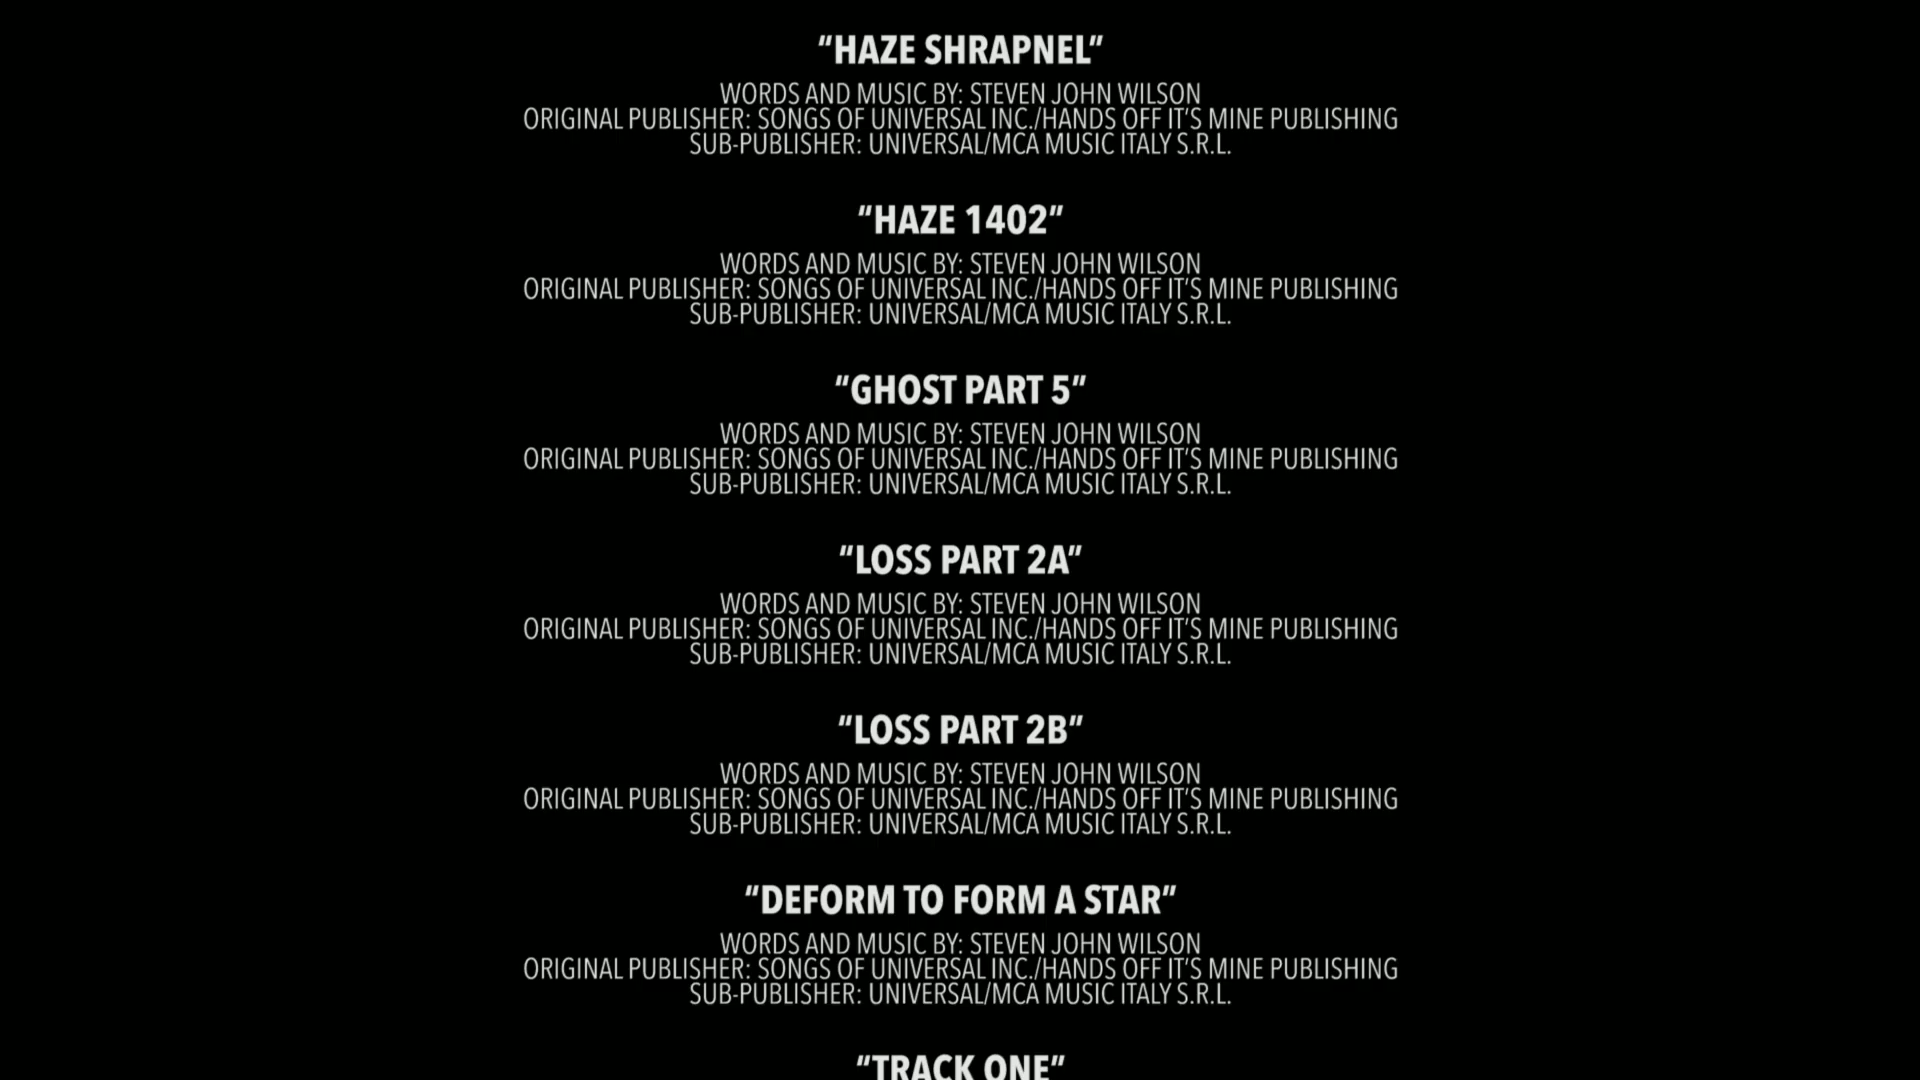 “HAZE SHRAPNEL”
WORDS AND MUSIC BY: STEVEN JOHN WILSON
ORIGINAL PUBLISHER: SONGS OF UNIVERSAL INC./HANDS OFF IT’S MINE PUBLISHING
SUB-PUBLISHER: UNIVERSAL/MCA MUSIC ITALY S.R.L.
“HAZE 1402”
WORDS AND MUSIC BY: STEVEN JOHN WILSON
ORIGINAL PUBLISHER: SONGS OF UNIVERSAL INC./HANDS OFF IT’S MINE PUBLISHING
SUB-PUBLISHER: UNIVERSAL/MCA MUSIC ITALY S.R.L.
“GHOST PART 5”
WORDS AND MUSIC BY: STEVEN JOHN WILSON
ORIGINAL PUBLISHER: SONGS OF UNIVERSAL INC./HANDS OFF IT’S MINE PUBLISHING
SUB-PUBLISHER: UNIVERSAL/MCA MUSIC ITALY S.R.L.
“LOSS PART 2A”
WORDS AND MUSIC BY: STEVEN JOHN WILSON
ORIGINAL PUBLISHER: SONGS OF UNIVERSAL INC./HANDS OFF IT’S MINE PUBLISHING
SUB-PUBLISHER: UNIVERSAL/MCA MUSIC ITALY S.R.L.
“LOSS PART 2B”
WORDS AND MUSIC BY: STEVEN JOHN WILSON
ORIGINAL PUBLISHER: SONGS OF UNIVERSAL INC./HANDS OFF IT’S MINE PUBLISHING
SUB-PUBLISHER: UNIVERSAL/MCA MUSIC ITALY S.R.L.
“DEFORM TO FORM A STAR”
WORDS AND MUSIC BY: STEVEN JOHN WILSON
ORIGINAL PUBLISHER: SONGS OF UNIVERSAL INC./HANDS OFF IT’S MINE PUBLISHING
SUB-PUBLISHER: UNIVERSAL/MCA MUSIC ITALY S.R.L.
“TRACK ONE”